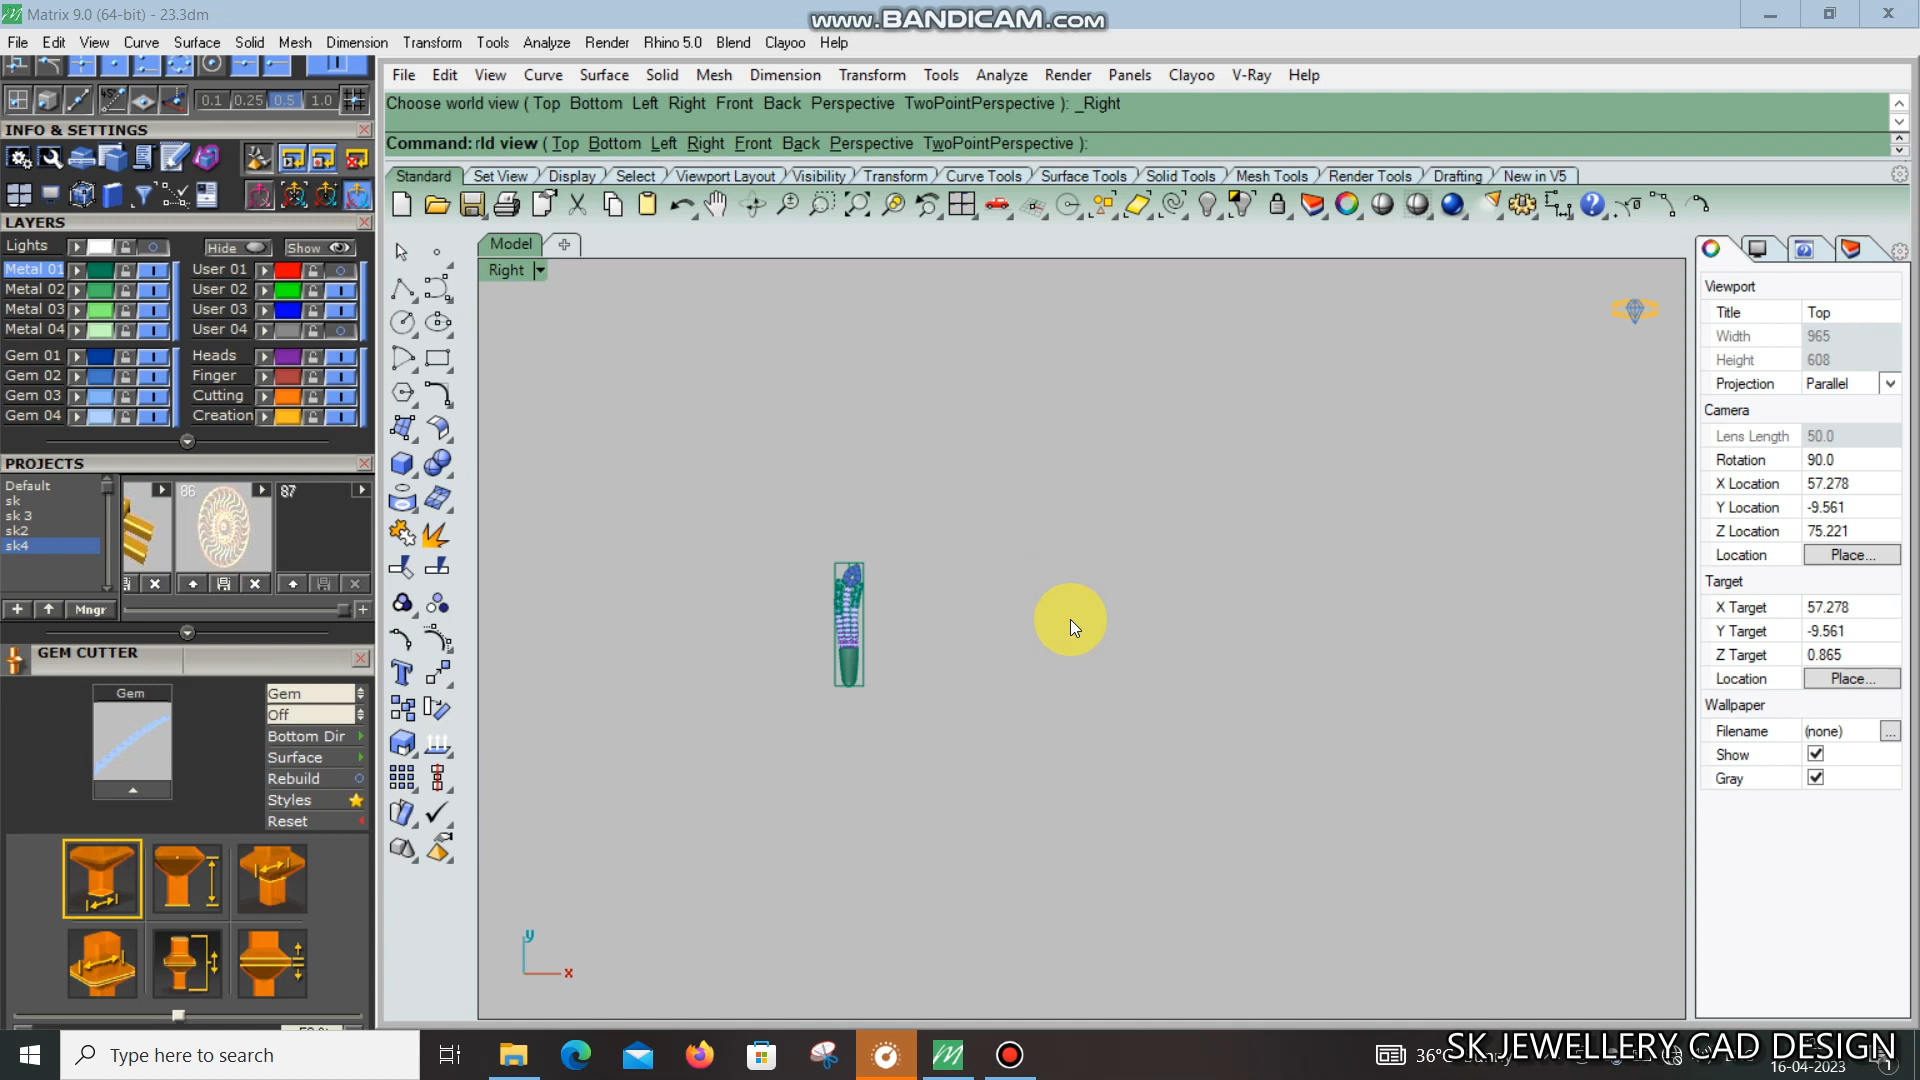 Matrix 9.0 (64-bit) - 23.3dm
www.BANDICAM.com
File Edit View Curve Surface Solid Mesh Dimension Transform Tools Analyze Render Rhino 5.0 Blend Clayoo Help
File Edit View Curve Surface Solid Mesh Dimension Transform Tools Analyze Render Panels Clayoo V-Ray Help
0.1 0.25 0.5 1.0
Choose world view ( Top Bottom Left Right Front Back Perspective TwoPointPerspective ): _Right
Command: rld view ( Top Bottom Left Right Front Back Perspective TwoPointPerspective ):
INFO & SETTINGS
Standard Set View Display Select Viewport Layout Visibility Transform Curve Tools Surface Tools Solid Tools Mesh Tools Render Tools Drafting New in V5
LAYERS
Lights Hide Show
Metal 01 User 01
Metal 02 User 02
Metal 03 User 03
Metal 04 User 04
Gem 01 Heads
Gem 02 Finger
Gem 03 Cutting
Gem 04 Creation
Model
Right
PROJECTS
Default
sk
sk 3
sk2
sk4
86 87
Mngr
GEM CUTTER
Gem
Gem
Off
Bottom Dir
Surface
Rebuild
Styles
Reset
y
x
Viewport
Title Top
Width 965
Height 608
Projection Parallel
Camera
Lens Length 50.0
Rotation 90.0
X Location 57.278
Y Location -9.561
Z Location 75.221
Location Place...
Target
X Target 57.278
Y Target -9.561
Z Target 0.865
Location Place...
Wallpaper
Filename (none) ...
Show
Gray
Type here to search
36°C
SK JEWELLERY CAD DESIGN
16-04-2023
1